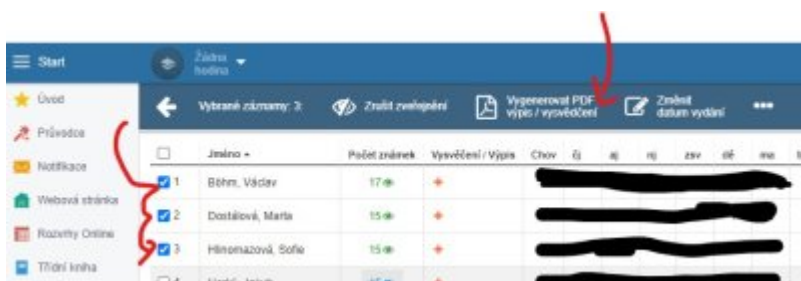 Start
Žádná
hodina
Úvod
Průvodce
Notifikace
Webová stránka
Rozvrhy Online
Třídní kniha
Vybrané záznamy: 3:
Zrušit zveřejnění
Vygenerovat PDF
výpis / vysvědčení
Změnit
datum vydání
Jméno
Počet známek
Vysvěčení / Výpis
Chov
čj
aj
nj
zsv
dě
ma
1 Böhm, Václav 17
2 Dostálová, Marta 15
3 Hlinomazová, Sofie 15